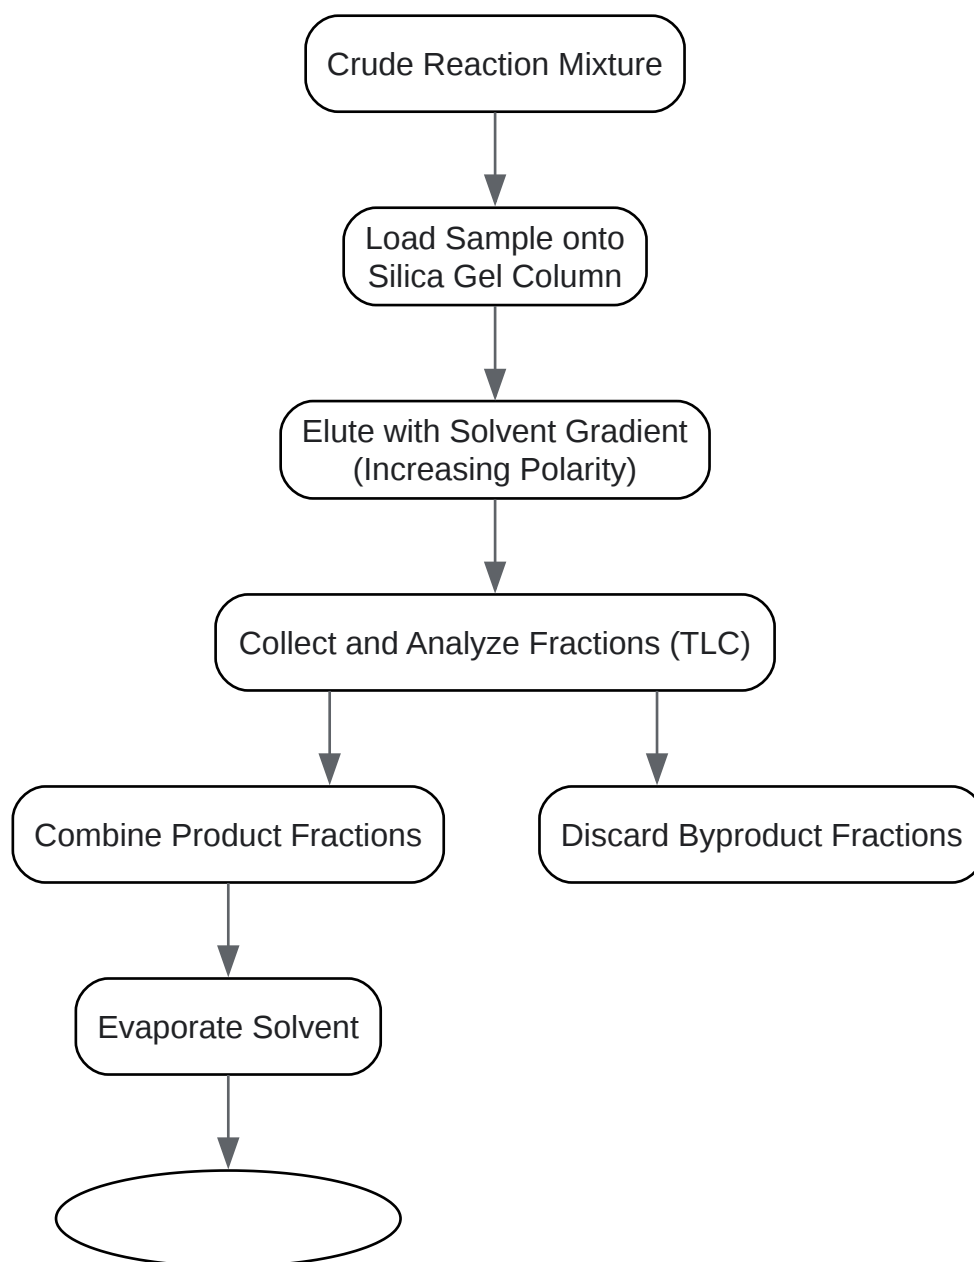 Crude Reaction Mixture
Load Sample onto
Silica Gel Column
Elute with Solvent Gradient
(Increasing Polarity)
Collect and Analyze Fractions (TLC)
Combine Product Fractions
Discard Byproduct Fractions
Evaporate Solvent